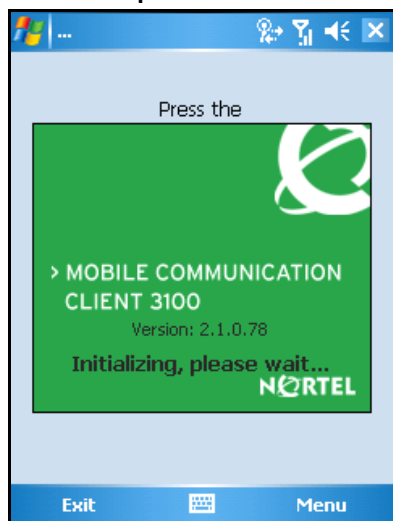 ...
Press the
> MOBILE COMMUNICATION
CLIENT 3100
Version: 2.1.0.78
Initializing, please wait...
NORTEL
Exit
Menu